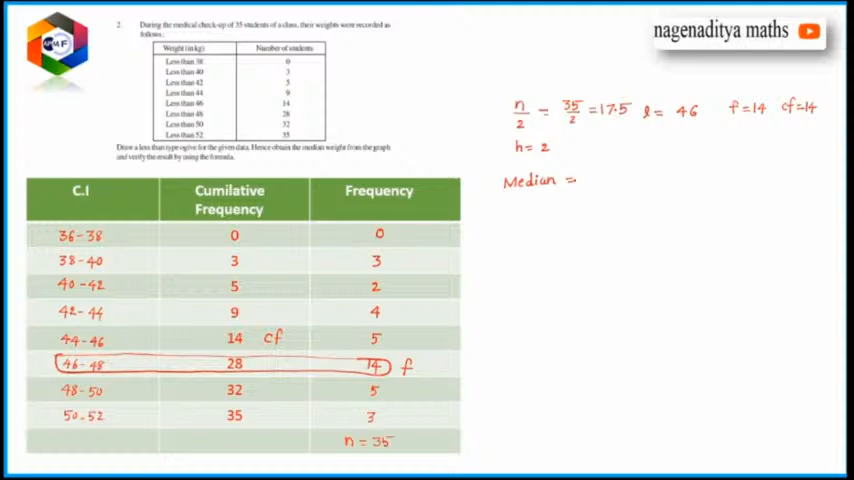 nagenaditya maths
APMF
2. During the medical check-up of 35 students of a class, their weights were recorded as
follows:
Weight (in kg) Number of students
Less than 38 0
Less than 40 3
Less than 42 5
Less than 44 9
Less than 46 14
Less than 48 28
Less than 50 32
Less than 52 35
Draw a less than type ogive for the given data. Hence obtain the median weight from the graph
and verify the result by using the formula.
n/2 = 35/2 = 17.5 l = 46 f = 14 cf = 14
h = 2
Median =
C.I Cumilative Frequency Frequency
36-38 0 0
38-40 3 3
40-42 5 2
42-44 9 4
44-46 14 cf 5
46-48 28 14 f
48-50 32 5
50-52 35 3
n = 35